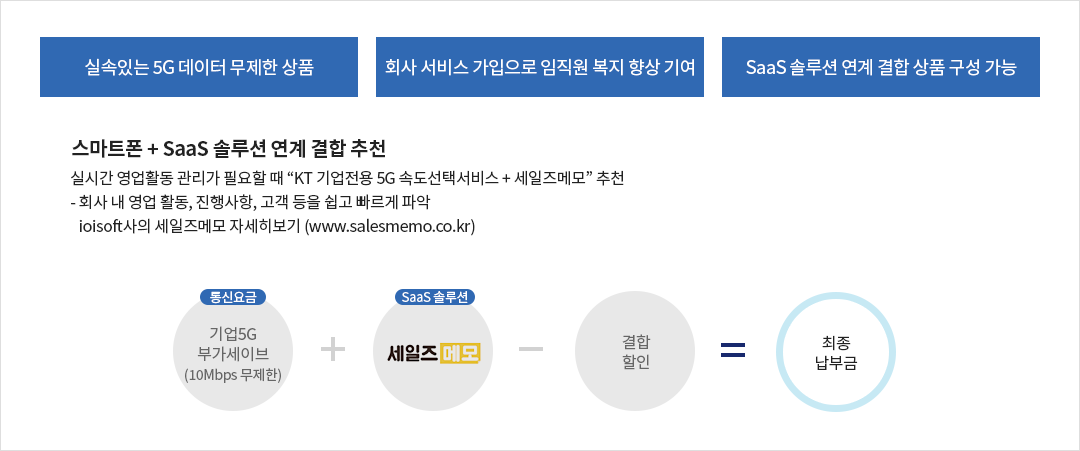 실속있는 5G 데이터 무제한 상품
회사 서비스 가입으로 임직원 복지 향상 기여
SaaS 솔루션 연계 결합 상품 구성 가능
스마트폰 + SaaS 솔루션 연계 결합 추천
실시간 영업활동 관리가 필요할 때 “KT 기업전용 5G 속도선택서비스 + 세일즈메모” 추천
- 회사 내 영업 활동, 진행사항, 고객 등을 쉽고 빠르게 파악
ioisoft사의 세일즈메모 자세히보기 (www.salesmemo.co.kr)
통신요금
기업5G
부가세이브
(10Mbps 무제한)
+
SaaS 솔루션
세일즈메모
−
결합
할인
=
최종
납부금